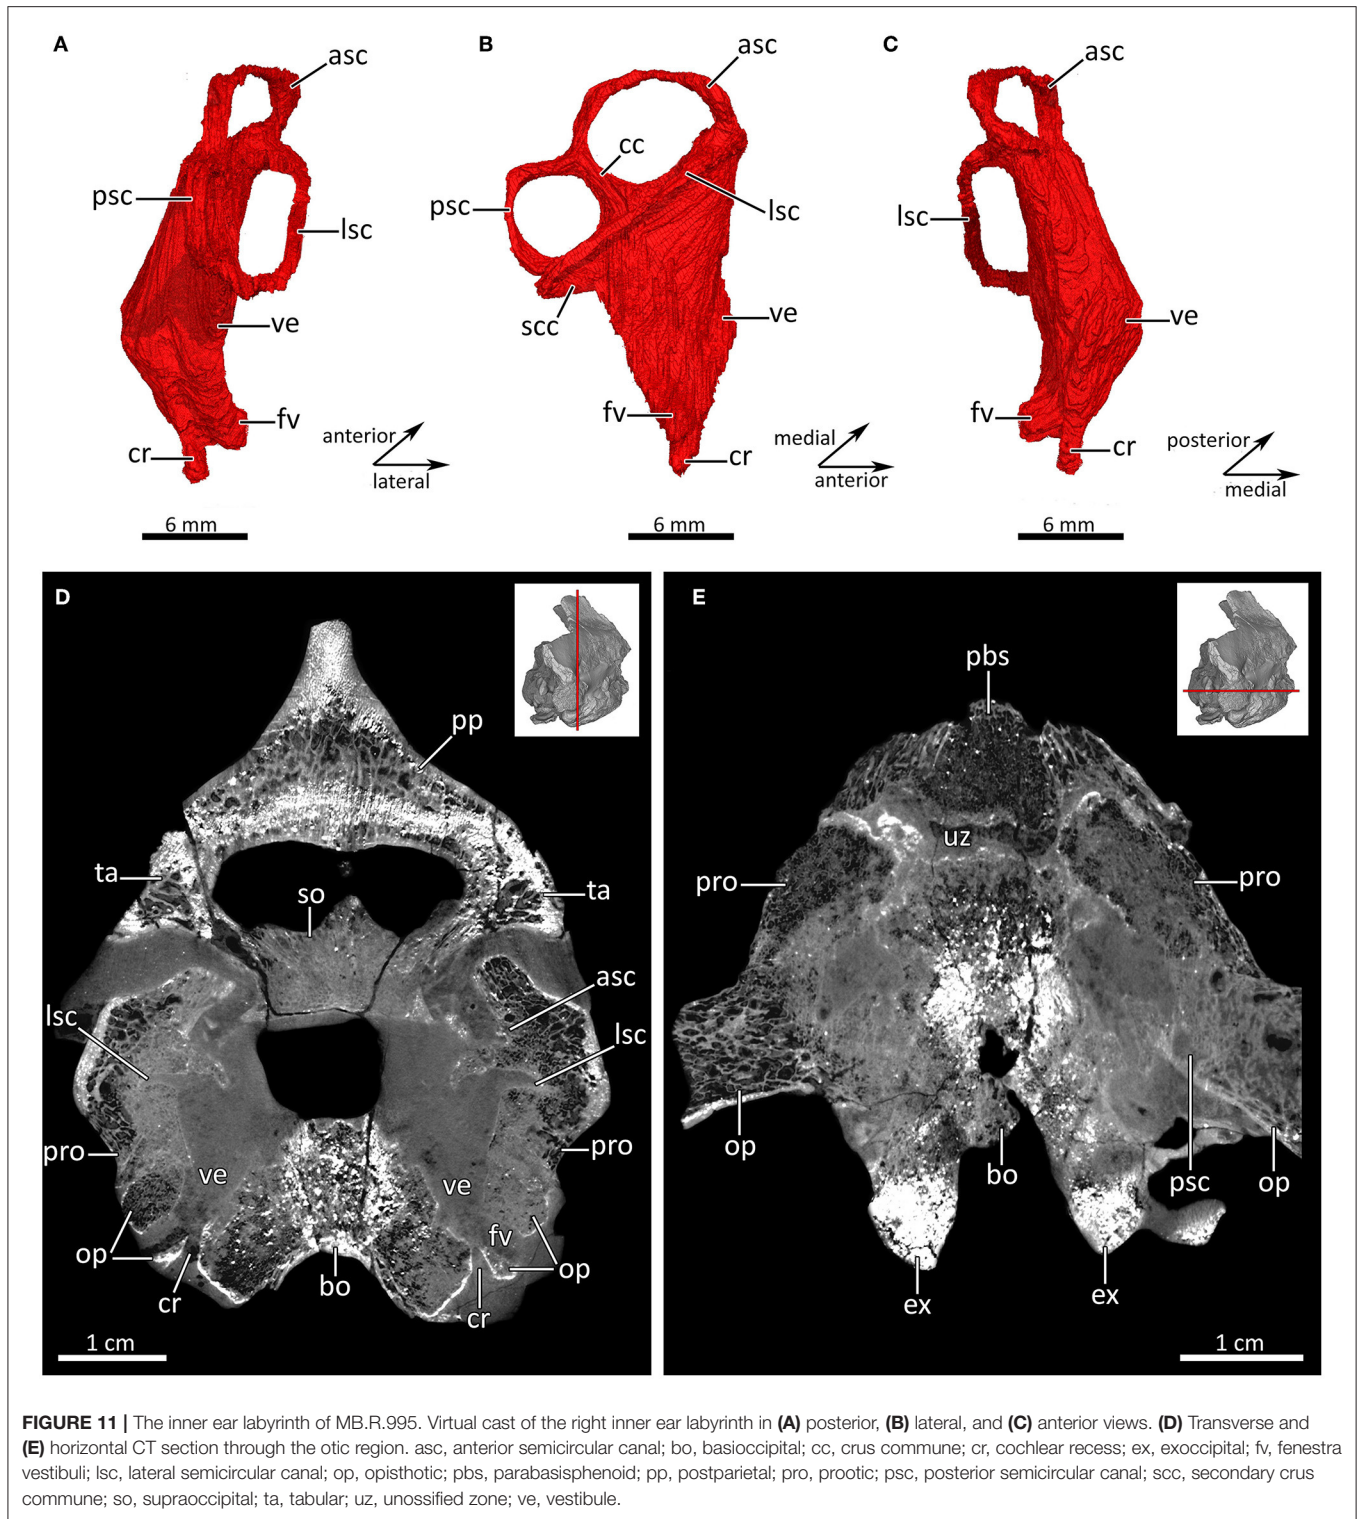 A
B
C
asc
asc
asc
cc
psc
psc
lsc
lsc
lsc
scc
ve
ve
ve
fv
fv
fv
cr
cr
cr
anterior
lateral
medial
anterior
posterior
medial
6 mm
6 mm
6 mm
D
pp
ta
ta
so
asc
lsc
lsc
pro
pro
ve
ve
fv
op
op
cr
cr
bo
1 cm
E
pbs
uz
pro
pro
op
bo
psc
op
ex
ex
1 cm
FIGURE 11 | The inner ear labyrinth of MB.R.995. Virtual cast of the right inner ear labyrinth in (A) posterior, (B) lateral, and (C) anterior views. (D) Transverse and
(E) horizontal CT section through the otic region. asc, anterior semicircular canal; bo, basioccipital; cc, crus commune; cr, cochlear recess; ex, exoccipital; fv, fenestra
vestibuli; lsc, lateral semicircular canal; op, opisthotic; pbs, parabasisphenoid; pp, postparietal; pro, prootic; psc, posterior semicircular canal; scc, secondary crus
commune; so, supraoccipital; ta, tabular; uz, unossified zone; ve, vestibule.